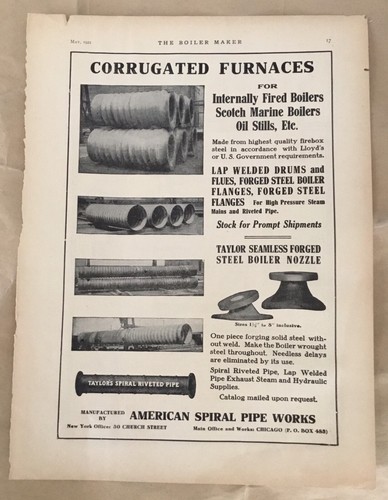 May, 1921 THE BOILER MAKER 17
CORRUGATED FURNACES
FOR
Internally Fired Boilers
Scotch Marine Boilers
Oil Stills, Etc.
Made from highest quality firebox
steel in accordance with Lloyd's
or U. S. Government requirements.
LAP WELDED DRUMS and
FLUES, FORGED STEEL BOILER
FLANGES, FORGED STEEL
FLANGES For High Pressure Steam
Mains and Riveted Pipe.
Stock for Prompt Shipments
TAYLOR SEAMLESS FORGED
STEEL BOILER NOZZLE
Sizes 1½" to 8" inclusive.
One piece forging solid steel with-
out weld. Make the Boiler wrought
steel throughout. Needless delays
are eliminated by its use.
Spiral Riveted Pipe, Lap Welded
Pipe Exhaust Steam and Hydraulic
Supplies.
Catalog mailed upon request.
TAYLOR'S SPIRAL RIVETED PIPE
MANUFACTURED
BY
AMERICAN SPIRAL PIPE WORKS
New York Office: 50 CHURCH STREET Main Office and Works: CHICAGO (P. O. BOX 485)